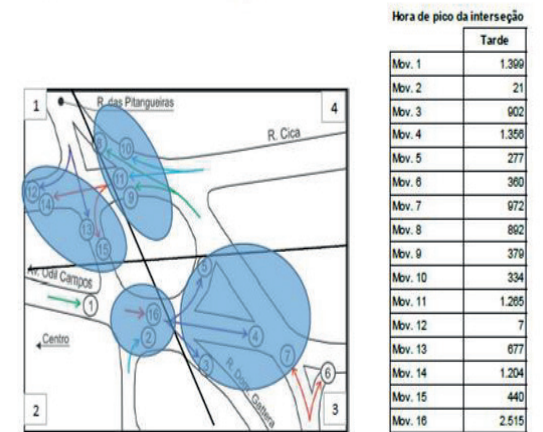 Hora de pico da interseção
Tarde
Mov. 1 1.399
Mov. 2 21
Mov. 3 902
Mov. 4 1.356
Mov. 5 277
Mov. 6 360
Mov. 7 972
Mov. 8 892
Mov. 9 379
Mov. 10 334
Mov. 11 1.265
Mov. 12 7
Mov. 13 677
Mov. 14 1.204
Mov. 15 440
Mov. 16 2.515
1
R. das Pitangueiras
4
R. Cica
8
10
11
9
12
14
13
15
Av. Odil Campos
5
1
16
2
4
Centro
3
7
6
2
3